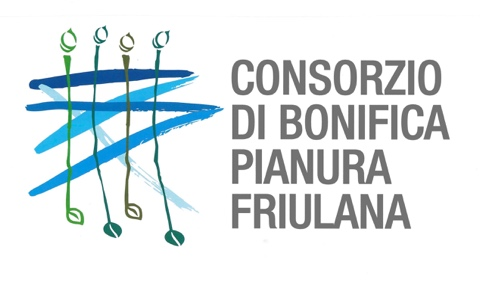 CONSORZIO
DI BONIFICA
PIANURA
FRIULANA